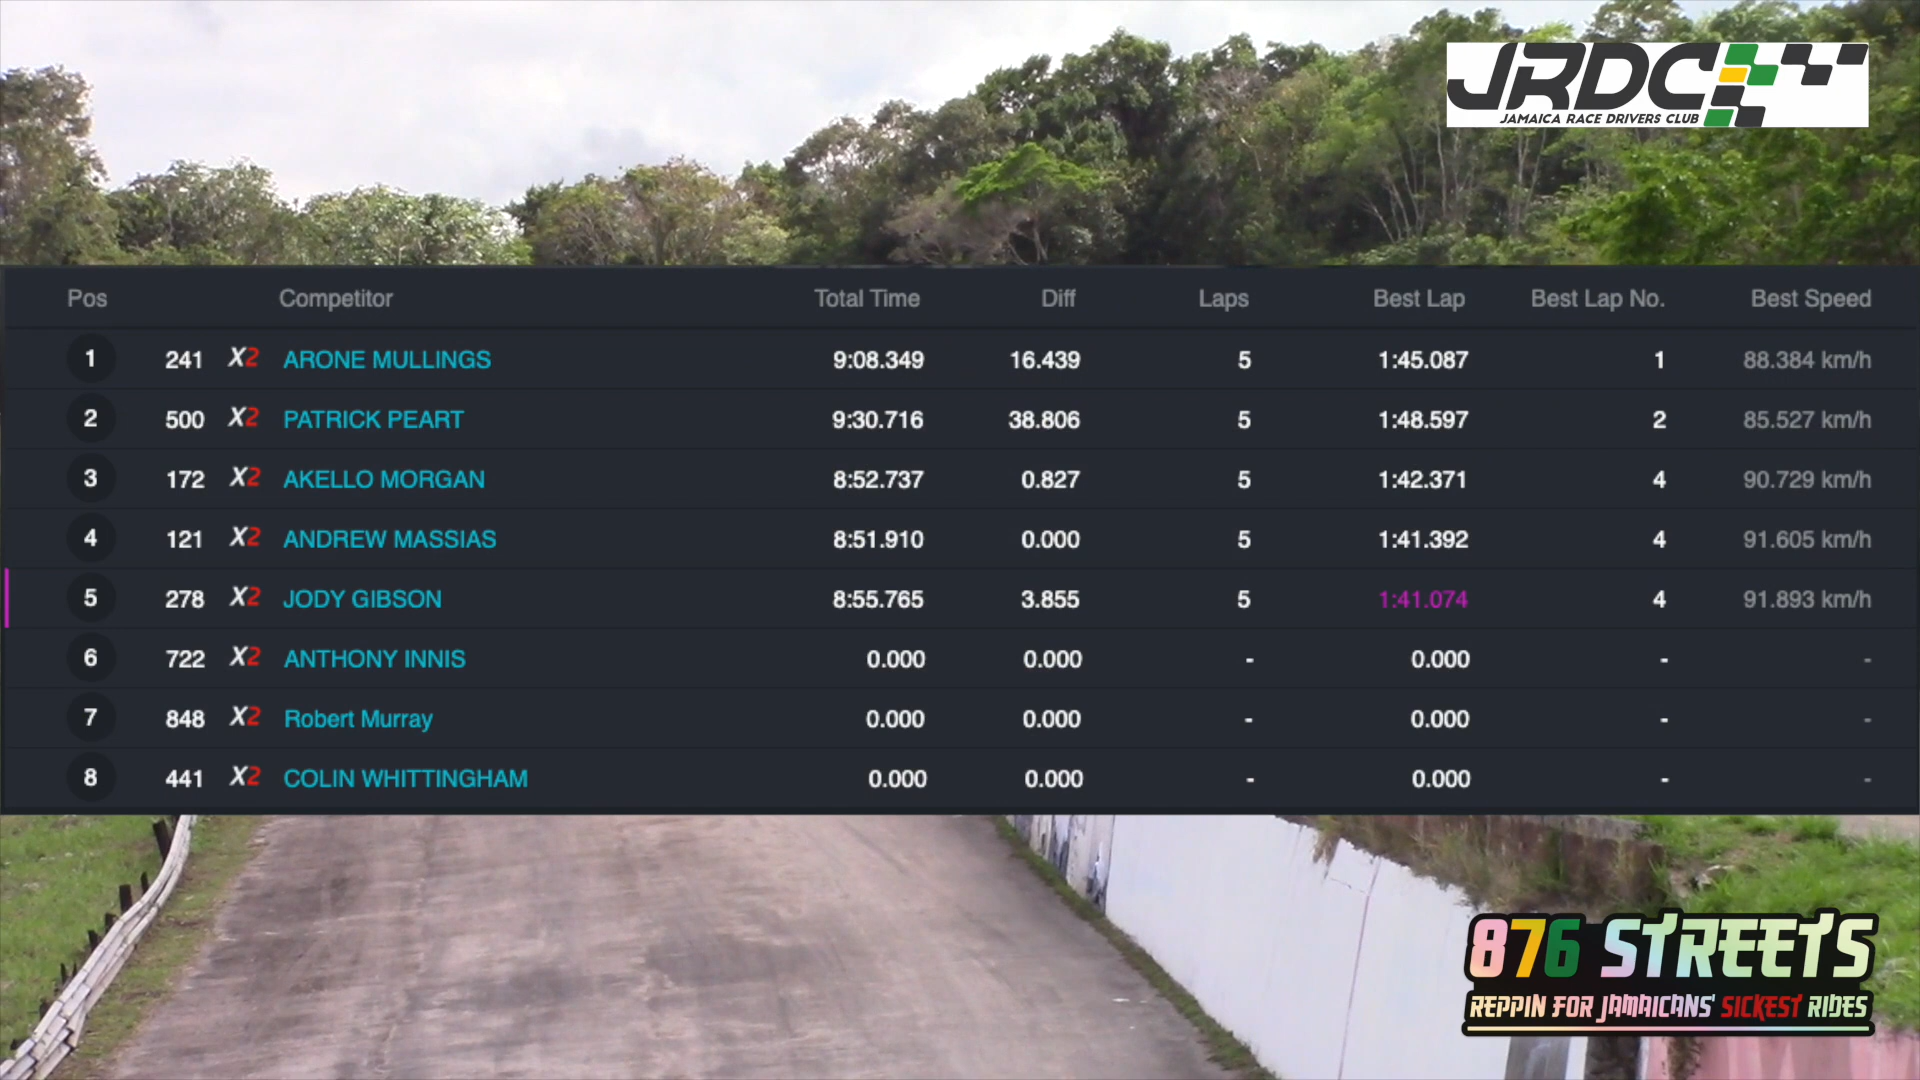 JRDC
JAMAICA RACE DRIVERS CLUB
Pos Competitor Total Time Diff Laps Best Lap Best Lap No. Best Speed
1 241 X2 ARONE MULLINGS 9:08.349 16.439 5 1:45.087 1 88.384 km/h
2 500 X2 PATRICK PEART 9:30.716 38.806 5 1:48.597 2 85.527 km/h
3 172 X2 AKELLO MORGAN 8:52.737 0.827 5 1:42.371 4 90.729 km/h
4 121 X2 ANDREW MASSIAS 8:51.910 0.000 5 1:41.392 4 91.605 km/h
5 278 X2 JODY GIBSON 8:55.765 3.855 5 1:41.074 4 91.893 km/h
6 722 X2 ANTHONY INNIS 0.000 0.000 - 0.000 - -
7 848 X2 Robert Murray 0.000 0.000 - 0.000 - -
8 441 X2 COLIN WHITTINGHAM 0.000 0.000 - 0.000 - -
876 STREETS
REPPIN FOR JAMAICANS' SICKEST RIDES